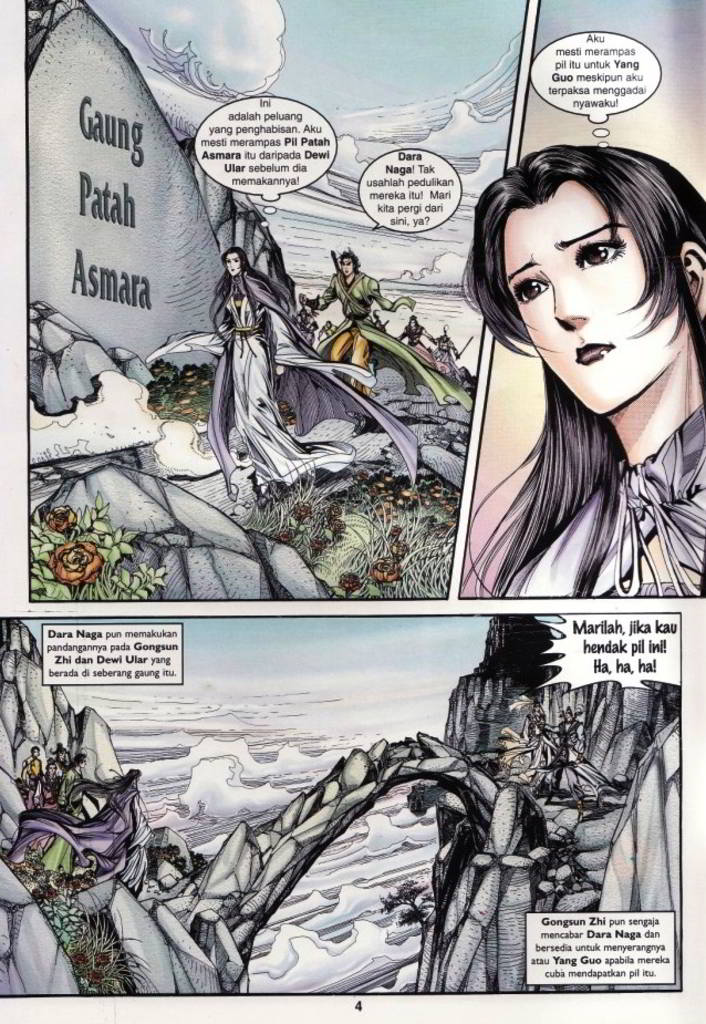 Gaung
Patah
Asmara
Ini
adalah peluang
yang penghabisan. Aku
mesti merampas Pil Patah
Asmara itu daripada Dewi
Ular sebelum dia
memakannya!
Dara
Naga! Tak
usahlah pedulikan
mereka itu! Mari
kita pergi dari
sini, ya?
Aku
mesti merampas
pil itu untuk Yang
Guo meskipun aku
terpaksa menggadai
nyawaku!
Dara Naga pun memakukan
pandangannya pada Gongsun
Zhi dan Dewi Ular yang
berada di seberang gaung itu.
Marilah, jika kau
hendak pil ini!
Ha, ha, ha!
Gongsun Zhi pun sengaja
mencabar Dara Naga dan
bersedia untuk menyerangnya
atau Yang Guo apabila mereka
cuba mendapatkan pil itu.
4